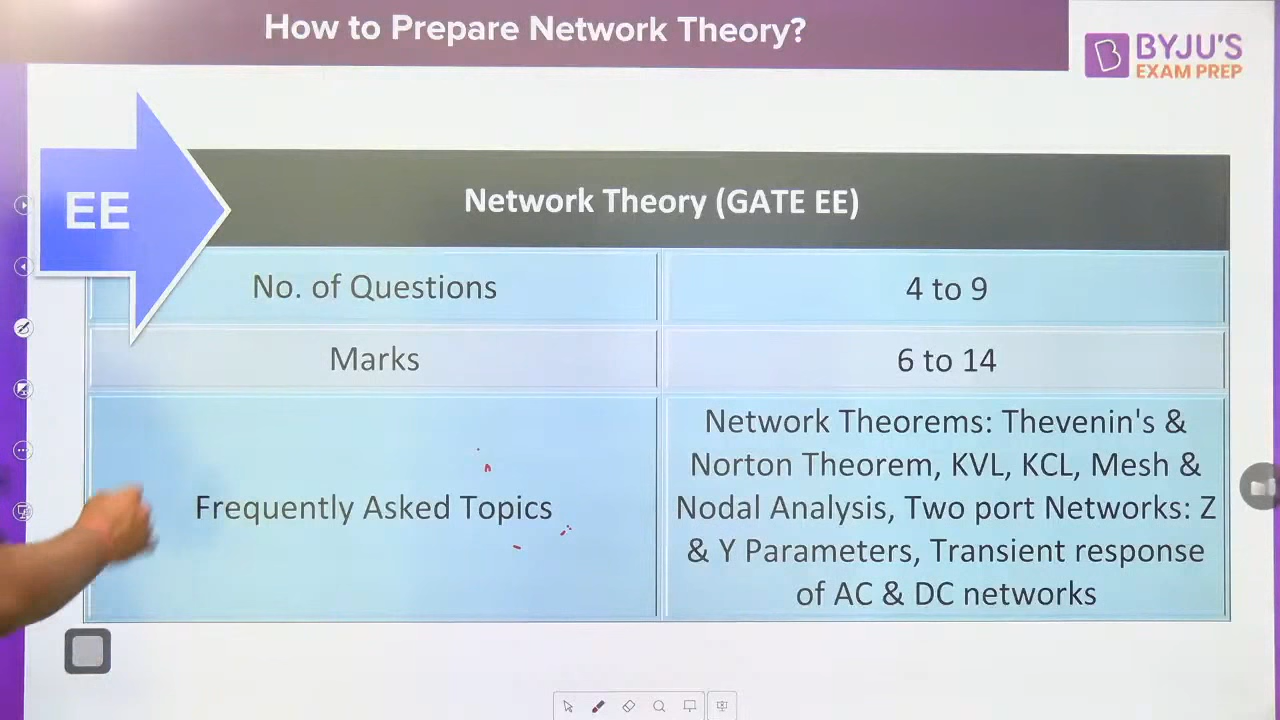 How to Prepare Network Theory?
BYJU'S
EXAM PREP
EE
Network Theory (GATE EE)
No. of Questions
4 to 9
Marks
6 to 14
Frequently Asked Topics
Network Theorems: Thevenin's &
Norton Theorem, KVL, KCL, Mesh &
Nodal Analysis, Two port Networks: Z
& Y Parameters, Transient response
of AC & DC networks